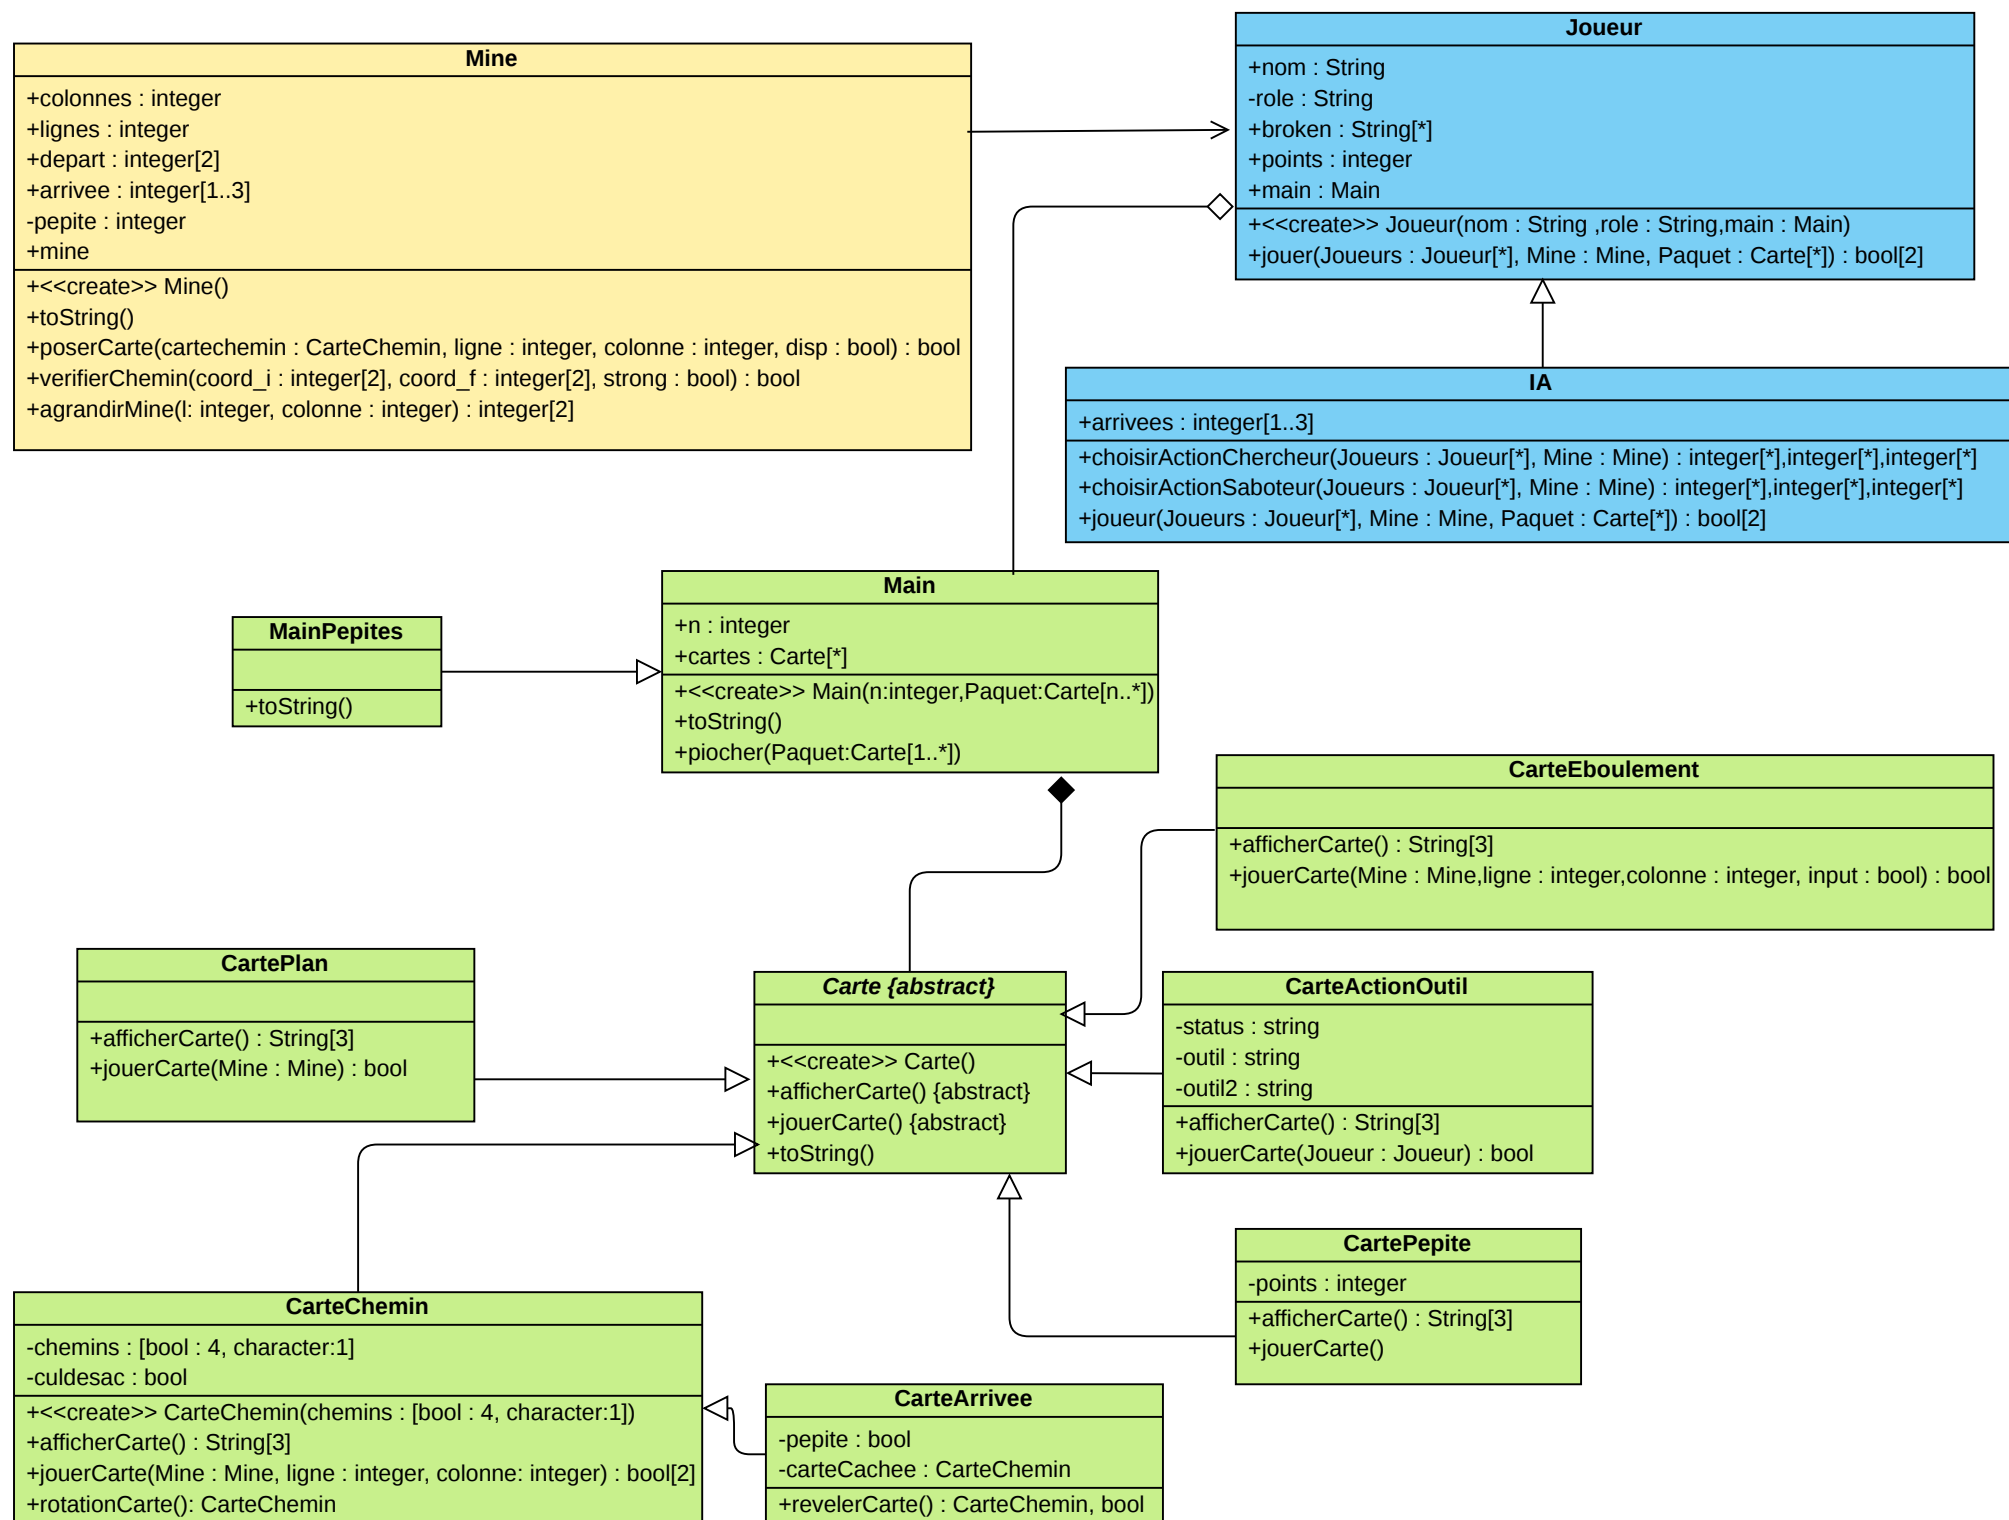 Mine
+colonnes : integer
+lignes : integer
+depart : integer[2]
+arrivee : integer[1..3]
-pepite : integer
+mine
+<<create>> Mine()
+toString()
+poserCarte(cartechemin : CarteChemin, ligne : integer, colonne : integer, disp : bool) : bool
+verifierChemin(coord_i : integer[2], coord_f : integer[2], strong : bool) : bool
+agrandirMine(l: integer, colonne : integer) : integer[2]
Joueur
+nom : String
-role : String
+broken : String[*]
+points : integer
+main : Main
+<<create>> Joueur(nom : String ,role : String,main : Main)
+jouer(Joueurs : Joueur[*], Mine : Mine, Paquet : Carte[*]) : bool[2]
IA
+arrivees : integer[1..3]
+choisirActionChercheur(Joueurs : Joueur[*], Mine : Mine) : integer[*],integer[*],integer[*]
+choisirActionSaboteur(Joueurs : Joueur[*], Mine : Mine) : integer[*],integer[*],integer[*]
+joueur(Joueurs : Joueur[*], Mine : Mine, Paquet : Carte[*]) : bool[2]
Main
+n : integer
+cartes : Carte[*]
+<<create>> Main(n:integer,Paquet:Carte[n..*])
+toString()
+piocher(Paquet:Carte[1..*])
MainPepites
+toString()
CarteEboulement
+afficherCarte() : String[3]
+jouerCarte(Mine : Mine,ligne : integer,colonne : integer, input : bool) : bool
CartePlan
+afficherCarte() : String[3]
+jouerCarte(Mine : Mine) : bool
Carte {abstract}
+<<create>> Carte()
+afficherCarte() {abstract}
+jouerCarte() {abstract}
+toString()
CarteActionOutil
-status : string
-outil : string
-outil2 : string
+afficherCarte() : String[3]
+jouerCarte(Joueur : Joueur) : bool
CartePepite
-points : integer
+afficherCarte() : String[3]
+jouerCarte()
CarteChemin
-chemins : [bool : 4, character:1]
-culdesac : bool
+<<create>> CarteChemin(chemins : [bool : 4, character:1])
+afficherCarte() : String[3]
+jouerCarte(Mine : Mine, ligne : integer, colonne: integer) : bool[2]
+rotationCarte(): CarteChemin
CarteArrivee
-pepite : bool
-carteCachee : CarteChemin
+revelerCarte() : CarteChemin, bool